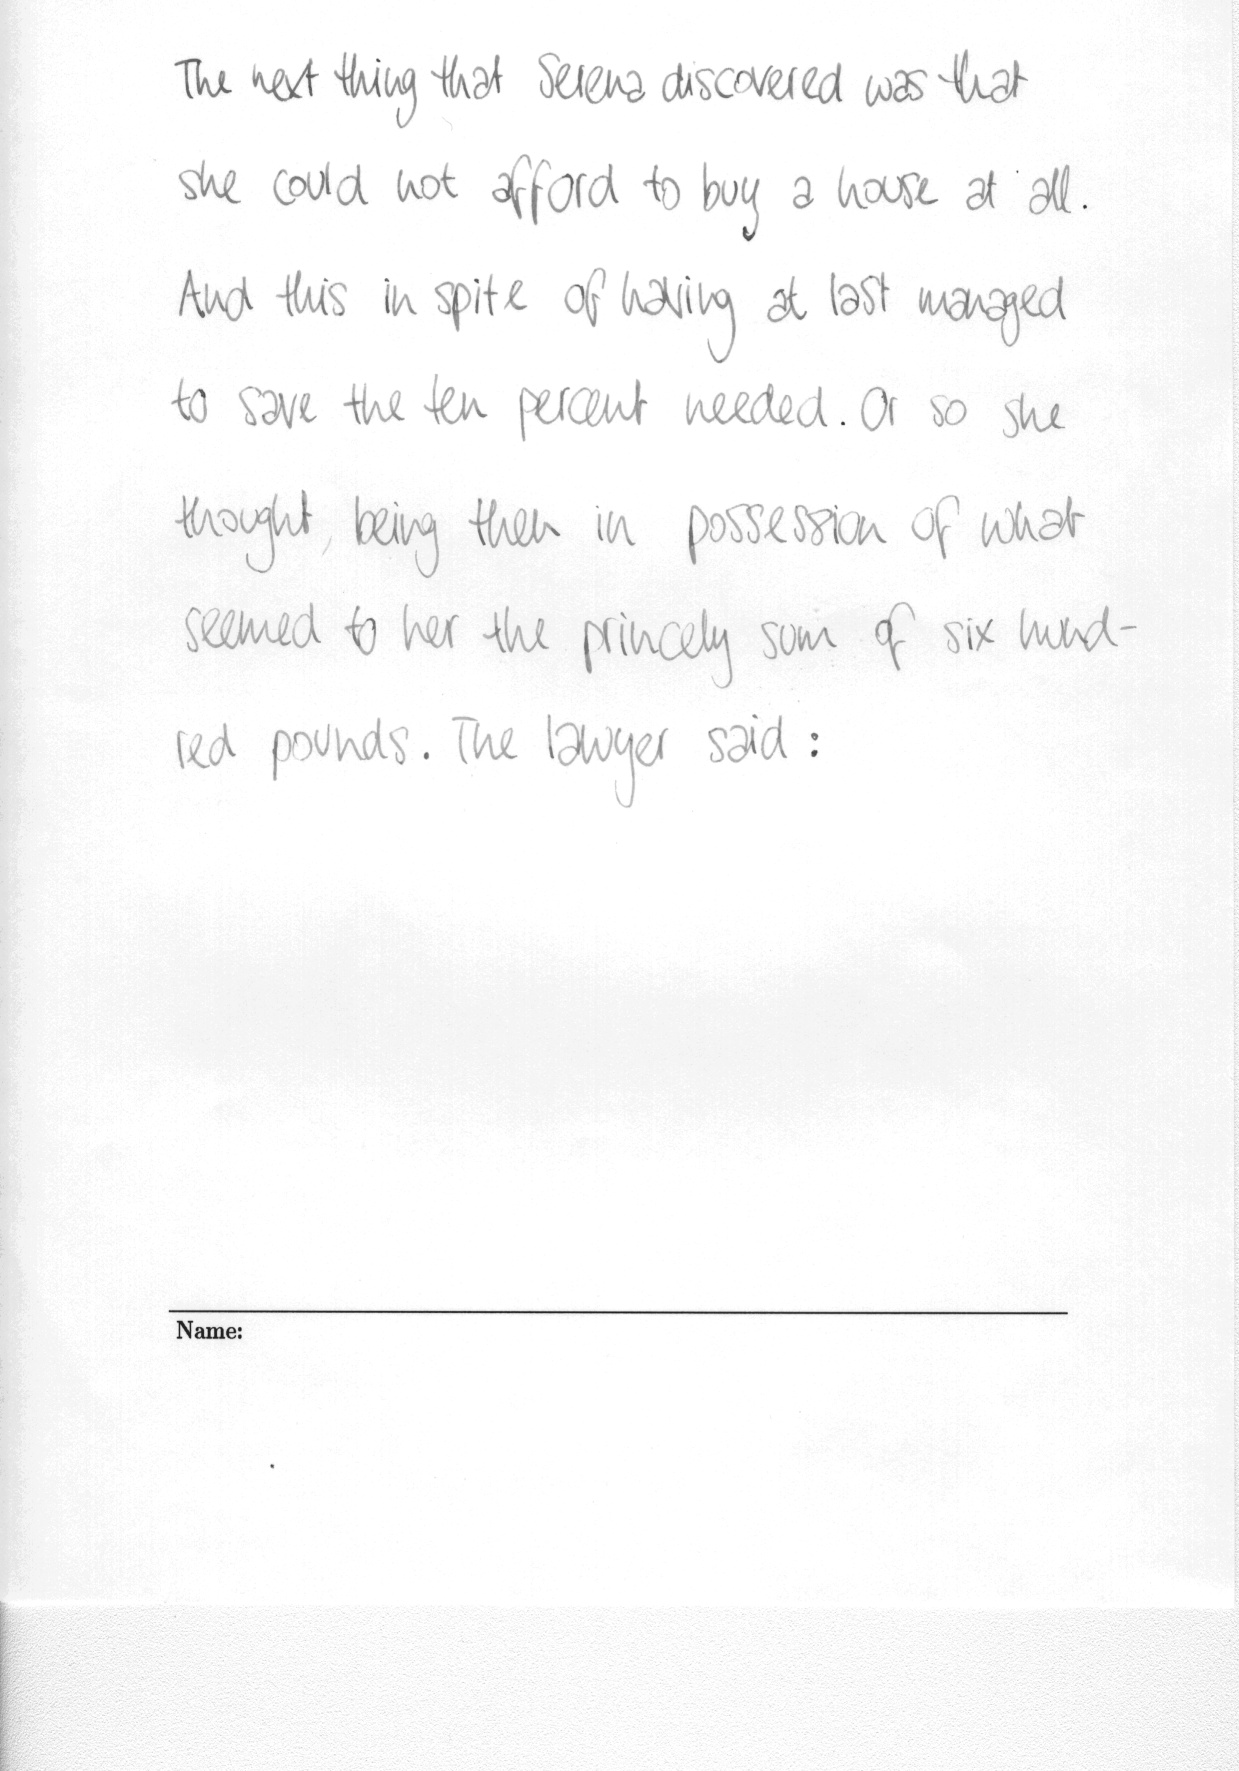 The next thing that Serena discovered was that
she could not afford to buy a house at all.
And this in spite of having at last managed
to save the ten percent needed. Or so she
thought, being then in possession of what
seemed to her the princely sum of six hund-
red pounds. The lawyer said :
Name: